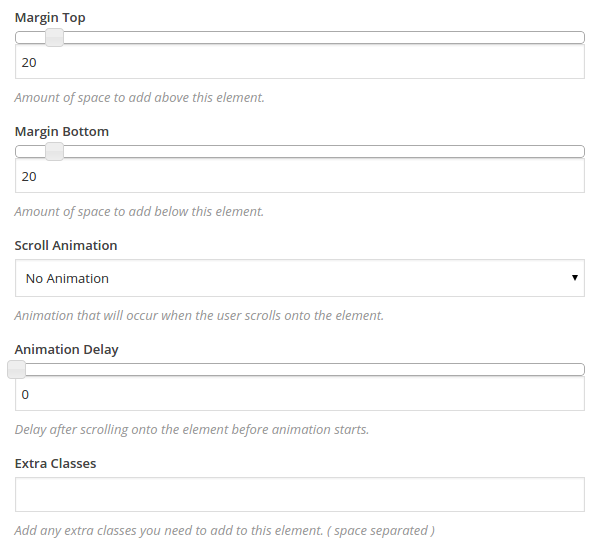 Margin Top
20
Amount of space to add above this element.
Margin Bottom
20
Amount of space to add below this element.
Scroll Animation
No Animation
Animation that will occur when the user scrolls onto the element.
Animation Delay
0
Delay after scrolling onto the element before animation starts.
Extra Classes
Add any extra classes you need to add to this element. ( space separated )